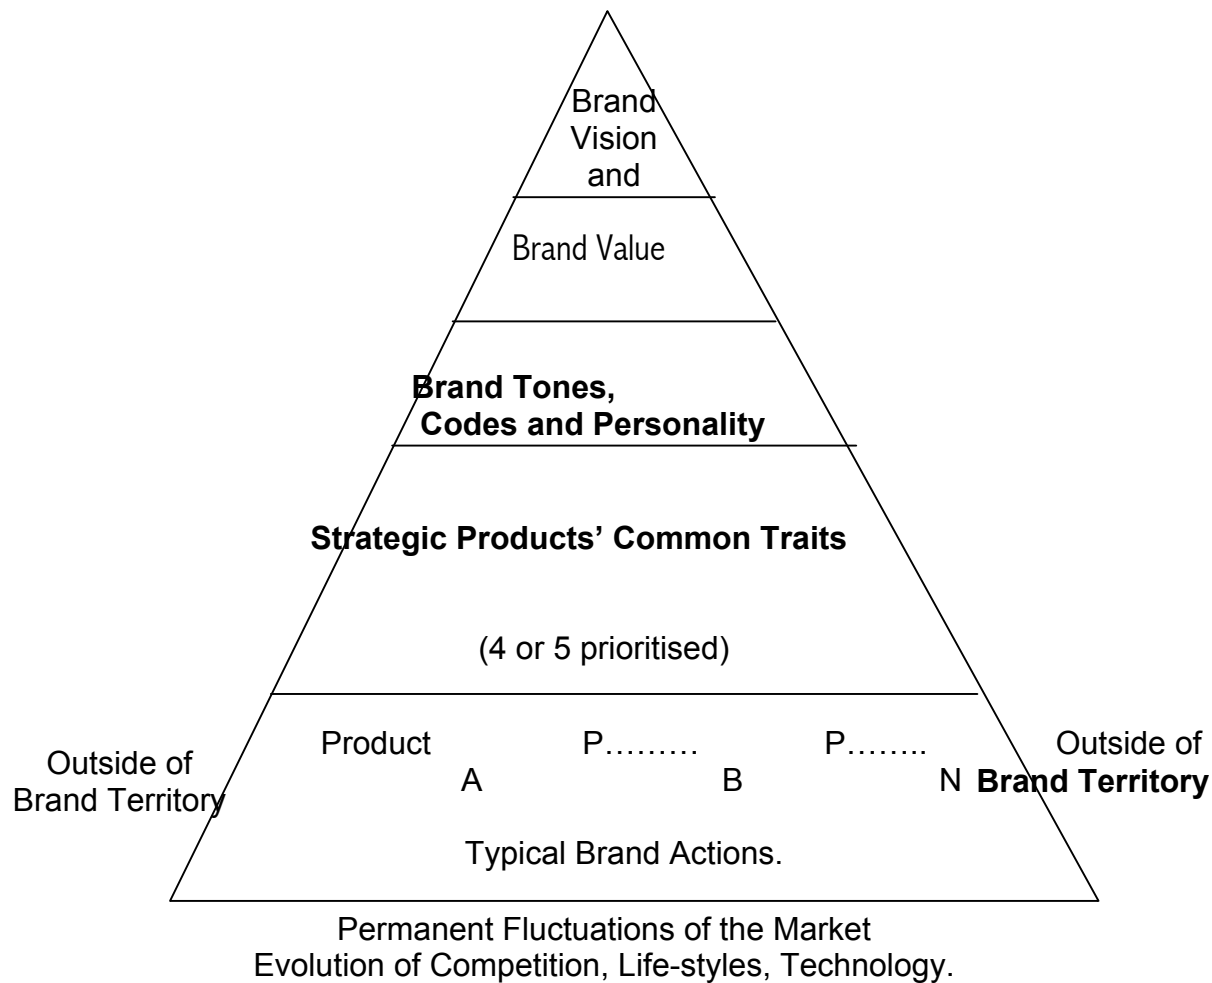 Brand
Vision
and
Brand Value
Brand Tones,
Codes and Personality
Strategic Products’ Common Traits
(4 or 5 prioritised)
Product P……… P……..
A B N
Outside of
Brand Territory
Outside of
Brand Territory
Typical Brand Actions.
Permanent Fluctuations of the Market
Evolution of Competition, Life-styles, Technology.